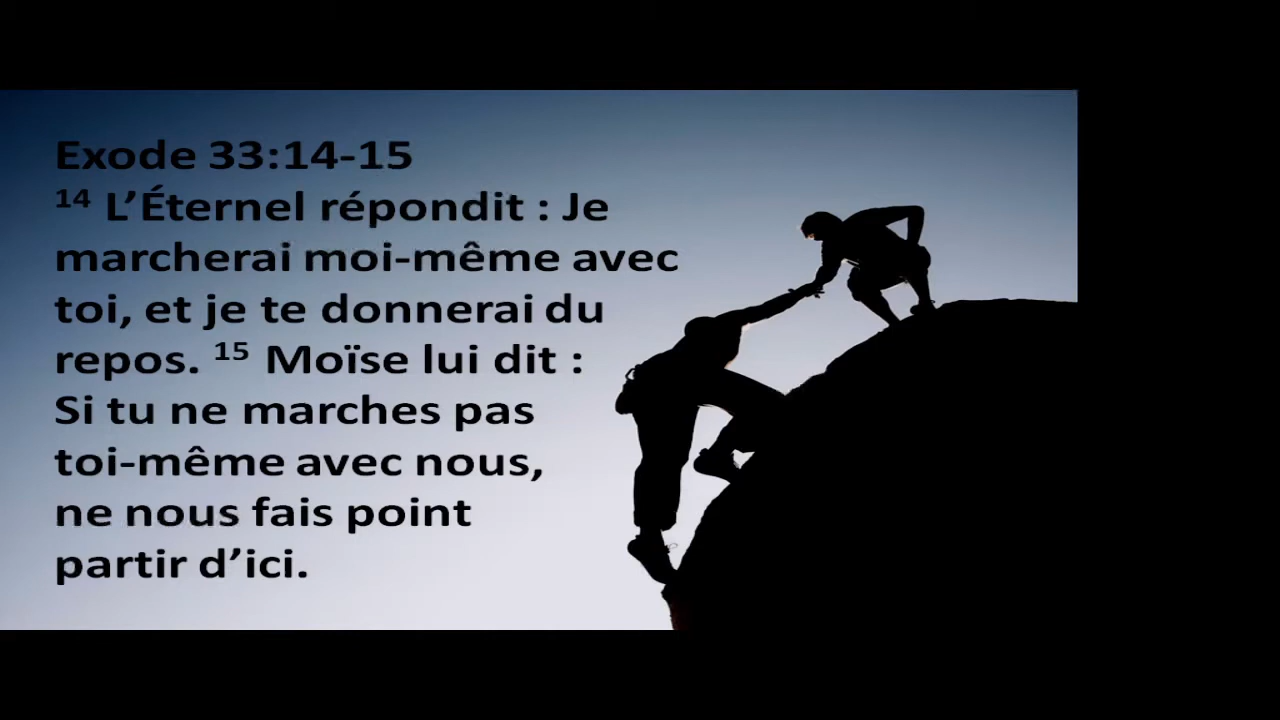 Exode 33:14-15
14 L’Éternel répondit : Je
marcherai moi-même avec
toi, et je te donnerai du
repos. 15 Moïse lui dit :
Si tu ne marches pas
toi-même avec nous,
ne nous fais point
partir d’ici.